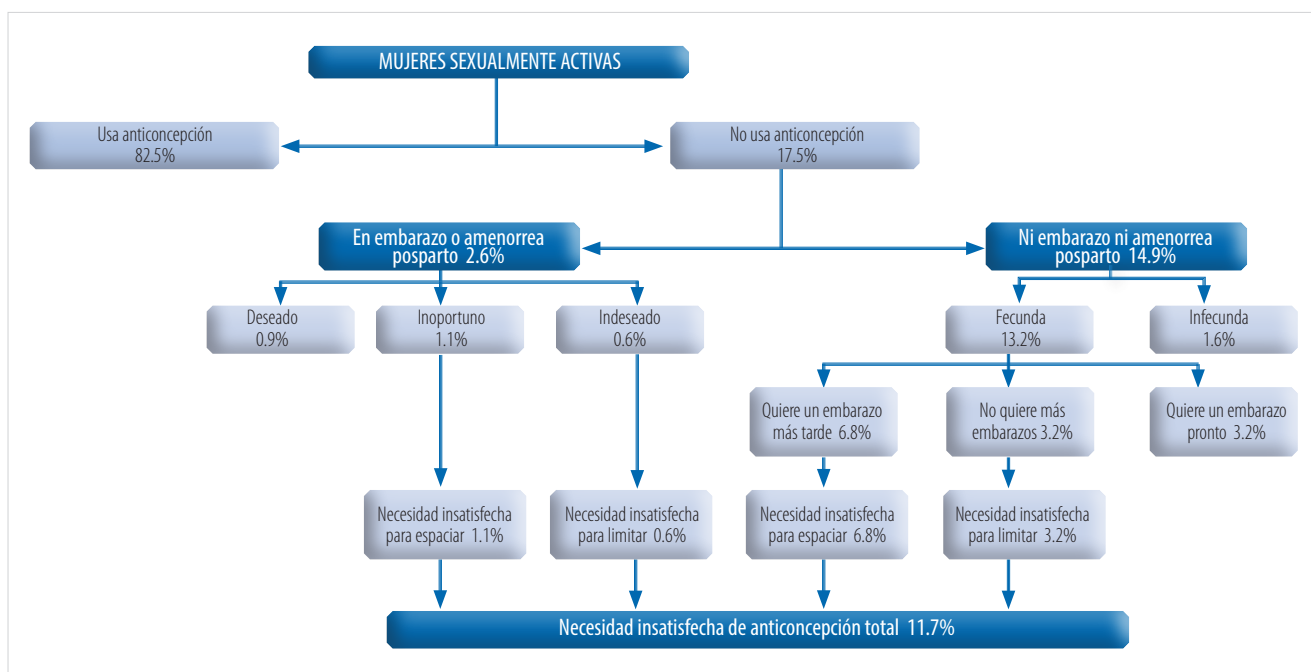 MUJERES SEXUALMENTE ACTIVAS
Usa anticoncepción
82.5%
No usa anticoncepción
17.5%
En embarazo o amenorrea
posparto 2.6%
Ni embarazo ni amenorrea
posparto 14.9%
Deseado
0.9%
Inoportuno
1.1%
Indeseado
0.6%
Fecunda
13.2%
Infecunda
1.6%
Quiere un embarazo
más tarde 6.8%
No quiere más
embarazos 3.2%
Quiere un embarazo
pronto 3.2%
Necesidad insatisfecha
para espaciar 1.1%
Necesidad insatisfecha
para limitar 0.6%
Necesidad insatisfecha
para espaciar 6.8%
Necesidad insatisfecha
para limitar 3.2%
Necesidad insatisfecha de anticoncepción total 11.7%